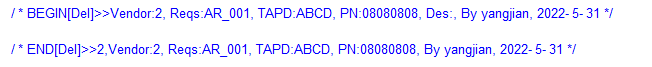 / * BEGIN[Del]>>Vendor:2, Reqs:AR_001, TAPD:ABCD, PN:08080808, Des:, By yangjian, 2022- 5- 31 */
/ * END[Del]>>2,Vendor:2, Reqs:AR_001, TAPD:ABCD, PN:08080808, By yangjian, 2022- 5- 31 */